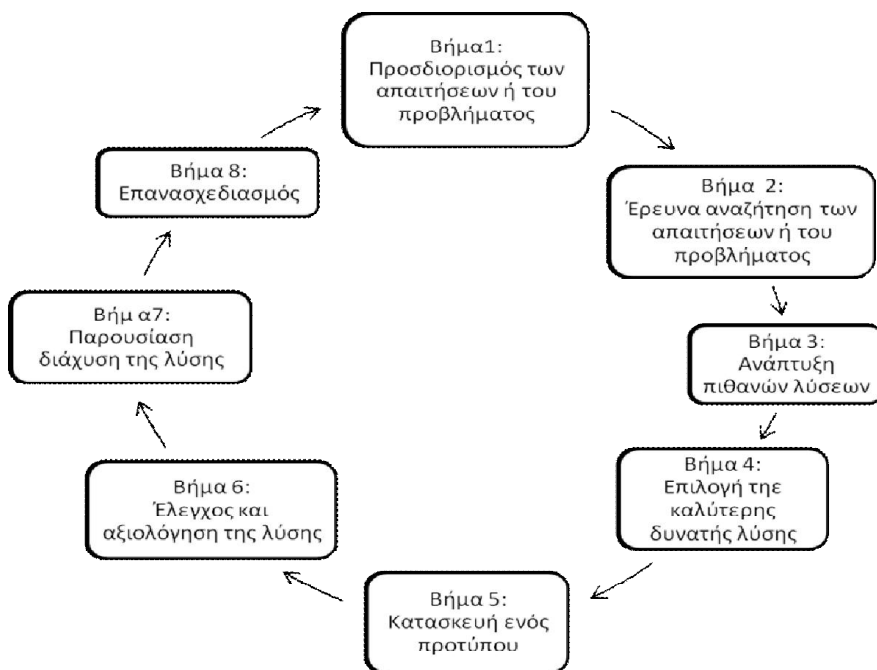 Βήμα1:
Προσδιορισμός των
απαιτήσεων ή του
προβλήματος
Βήμα 2:
Έρευνα αναζήτηση των
απαιτήσεων ή του
προβλήματος
Βήμα 3:
Ανάπτυξη
πιθανών λύσεων
Βήμα 4:
Επιλογή τηε
καλύτερης
δυνατής λύσης
Βήμα 5:
Κατασκευή ενός
προτύπου
Βήμα 6:
Έλεγχος και
αξιολόγηση της λύσης
Βήμ α7:
Παρουσίαση
διάχυση της λύσης
Βήμα 8:
Επανασχεδιασμός